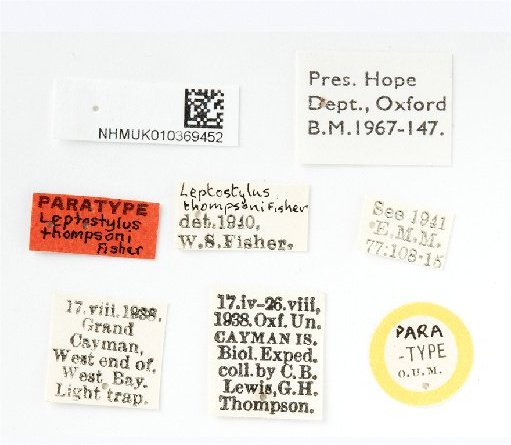 NHMUK010369452
Pres. Hope
Dept., Oxford
B.M.1967-147.
PARATYPE
Leptostylus
thompsoni
Fisher
Leptostylus
thompsoni Fisher
det. 1940.
W.S.Fisher.
See 1941
E.M.M.
77:108-15
17.viii.1938.
Grand
Cayman,
West end of.
West Bay.
Light trap.
17.iv-26.viii,
1938. Oxf. Un.
CAYMAN IS.
Biol. Exped.
coll. by C.B.
Lewis, G.H.
Thompson.
PARA
-TYPE
O.U.M.